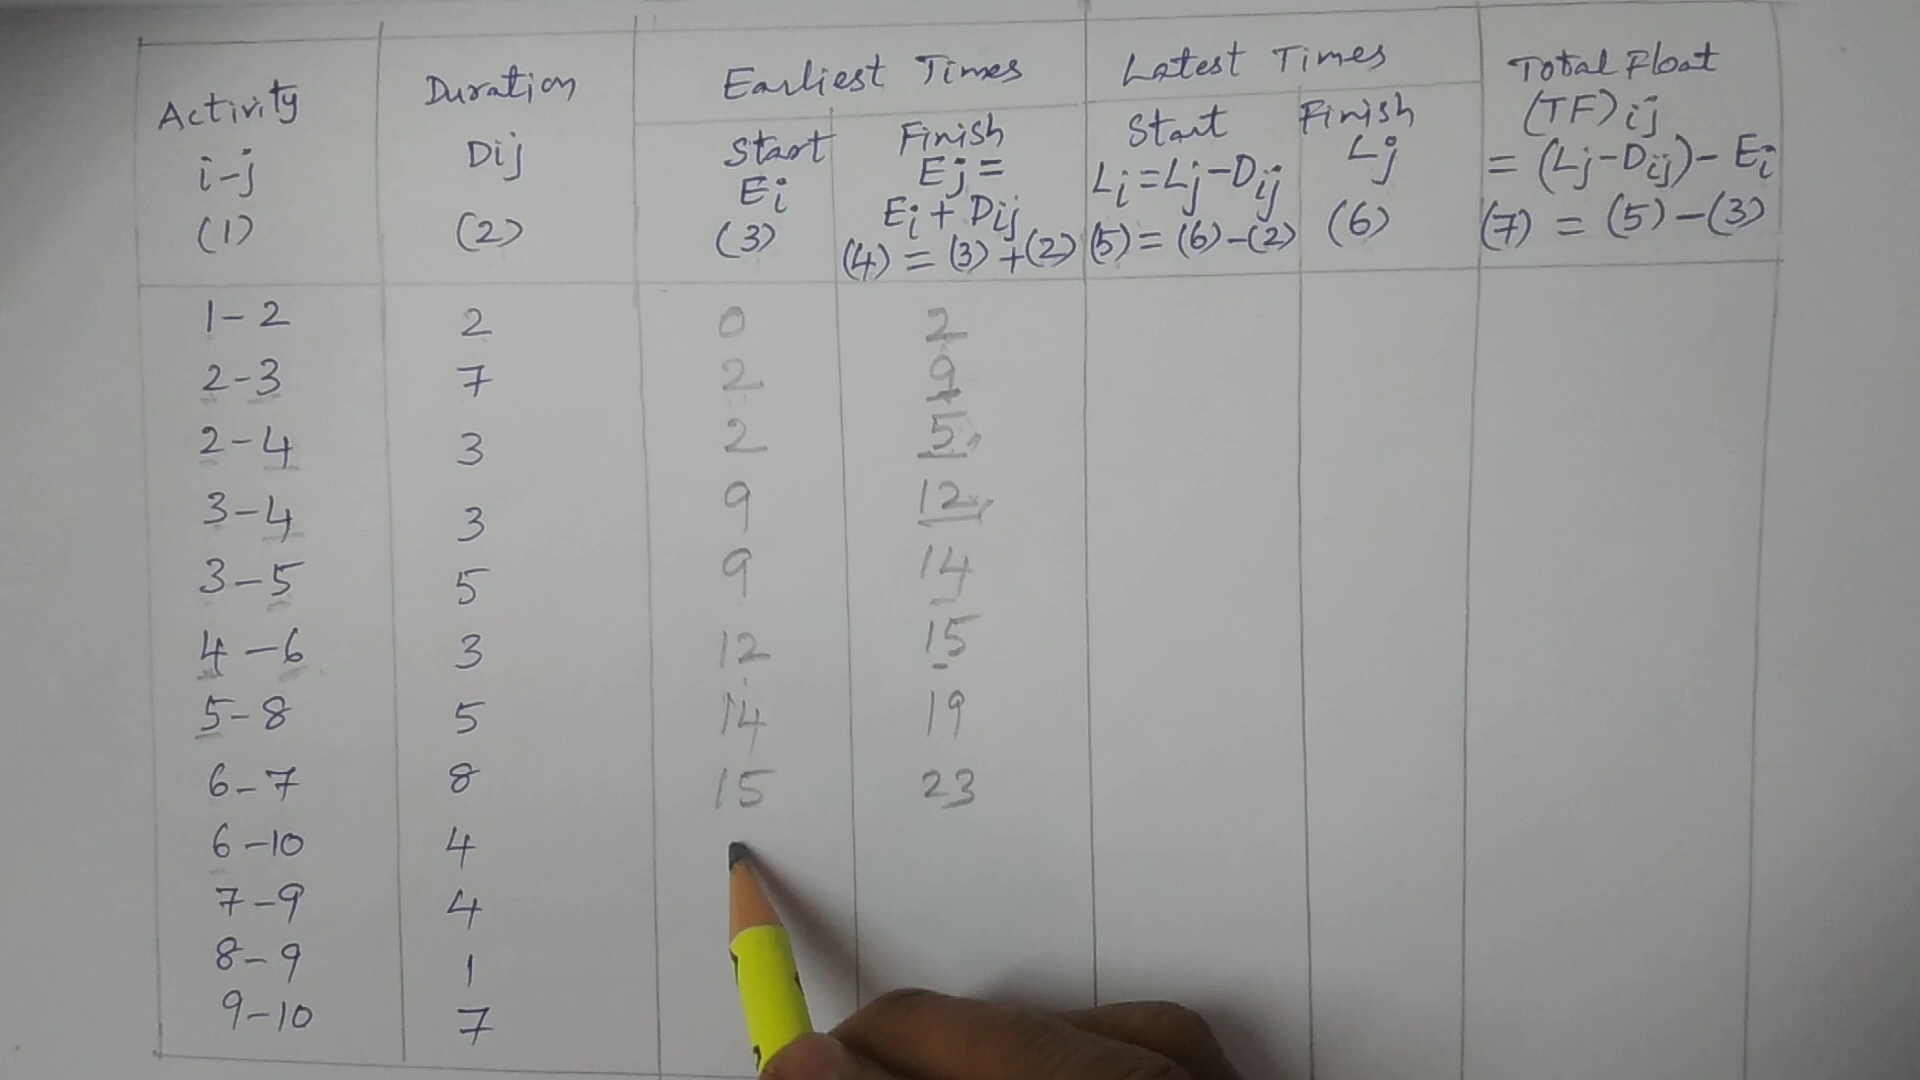 Activity Duration Earliest Times Latest Times Total Float
i-j Dij Start Finish Start Finish (TF)ij
Ei Ej = Li=Lj-Dij Lj = (Lj-Dij)-Ei
Ei + Dij
(1) (2) (3) (4) = (3)+(2) (5) = (6)-(2) (6) (7) = (5)-(3)
1-2 2 0 2
2-3 7 2 9
2-4 3 2 5
3-4 3 9 12
3-5 5 9 14
4-6 3 12 15
5-8 5 14 19
6-7 8 15 23
6-10 4
7-9 4
8-9 1
9-10 7